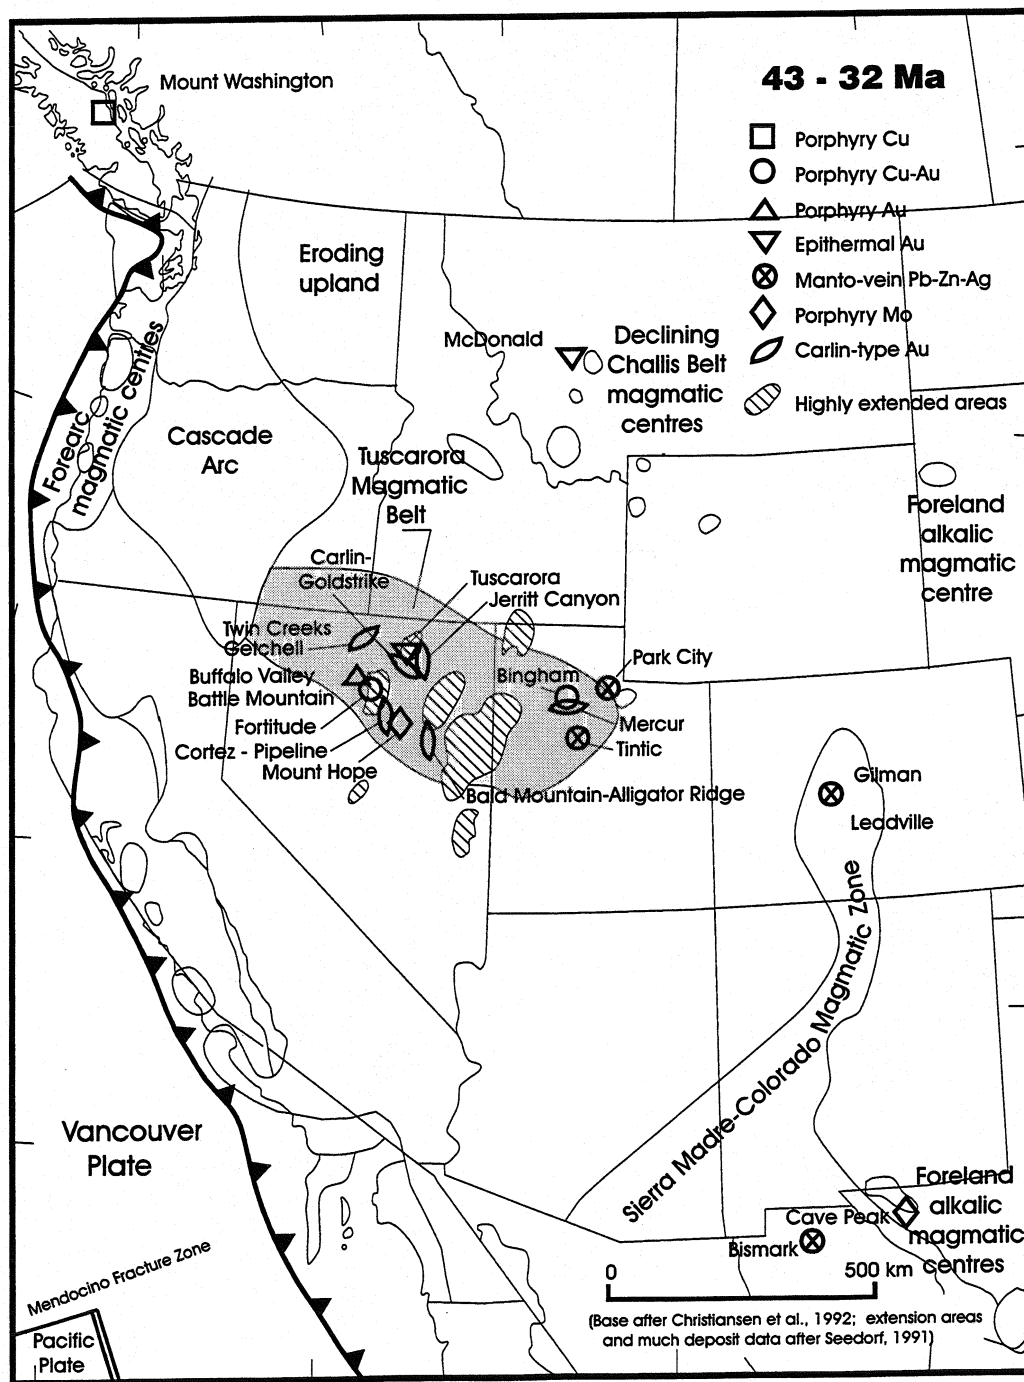 Mount Washington
43 - 32 Ma
Porphyry Cu
Porphyry Cu-Au
Porphyry Au
Epithermal Au
Manto-vein Pb-Zn-Ag
Porphyry Mo
Carlin-type Au
Highly extended areas
Eroding
upland
McDonald
Declining
Challis Belt
magmatic
centres
Forearc
magmatic centres
Cascade
Arc
Tuscarora
Magmatic
Belt
Foreland
alkalic
magmatic
centre
Carlin-
Goldstrike
Tuscarora
Jerritt Canyon
Twin Creeks
Getchell
Buffalo Valley
Battle Mountain
Fortitude
Cortez - Pipeline
Mount Hope
Bingham
Park City
Mercur
Tintic
Bald Mountain-Alligator Ridge
Gilman
Leadville
Sierra Madre-Colorado Magmatic Zone
Vancouver
Plate
Foreland
alkalic
magmatic
centres
Cave Peak
Bismark
Mendocino Fracture Zone
Pacific
Plate
0 500 km
(Base after Christiansen et al., 1992; extension areas
and much deposit data after Seedorf, 1991)